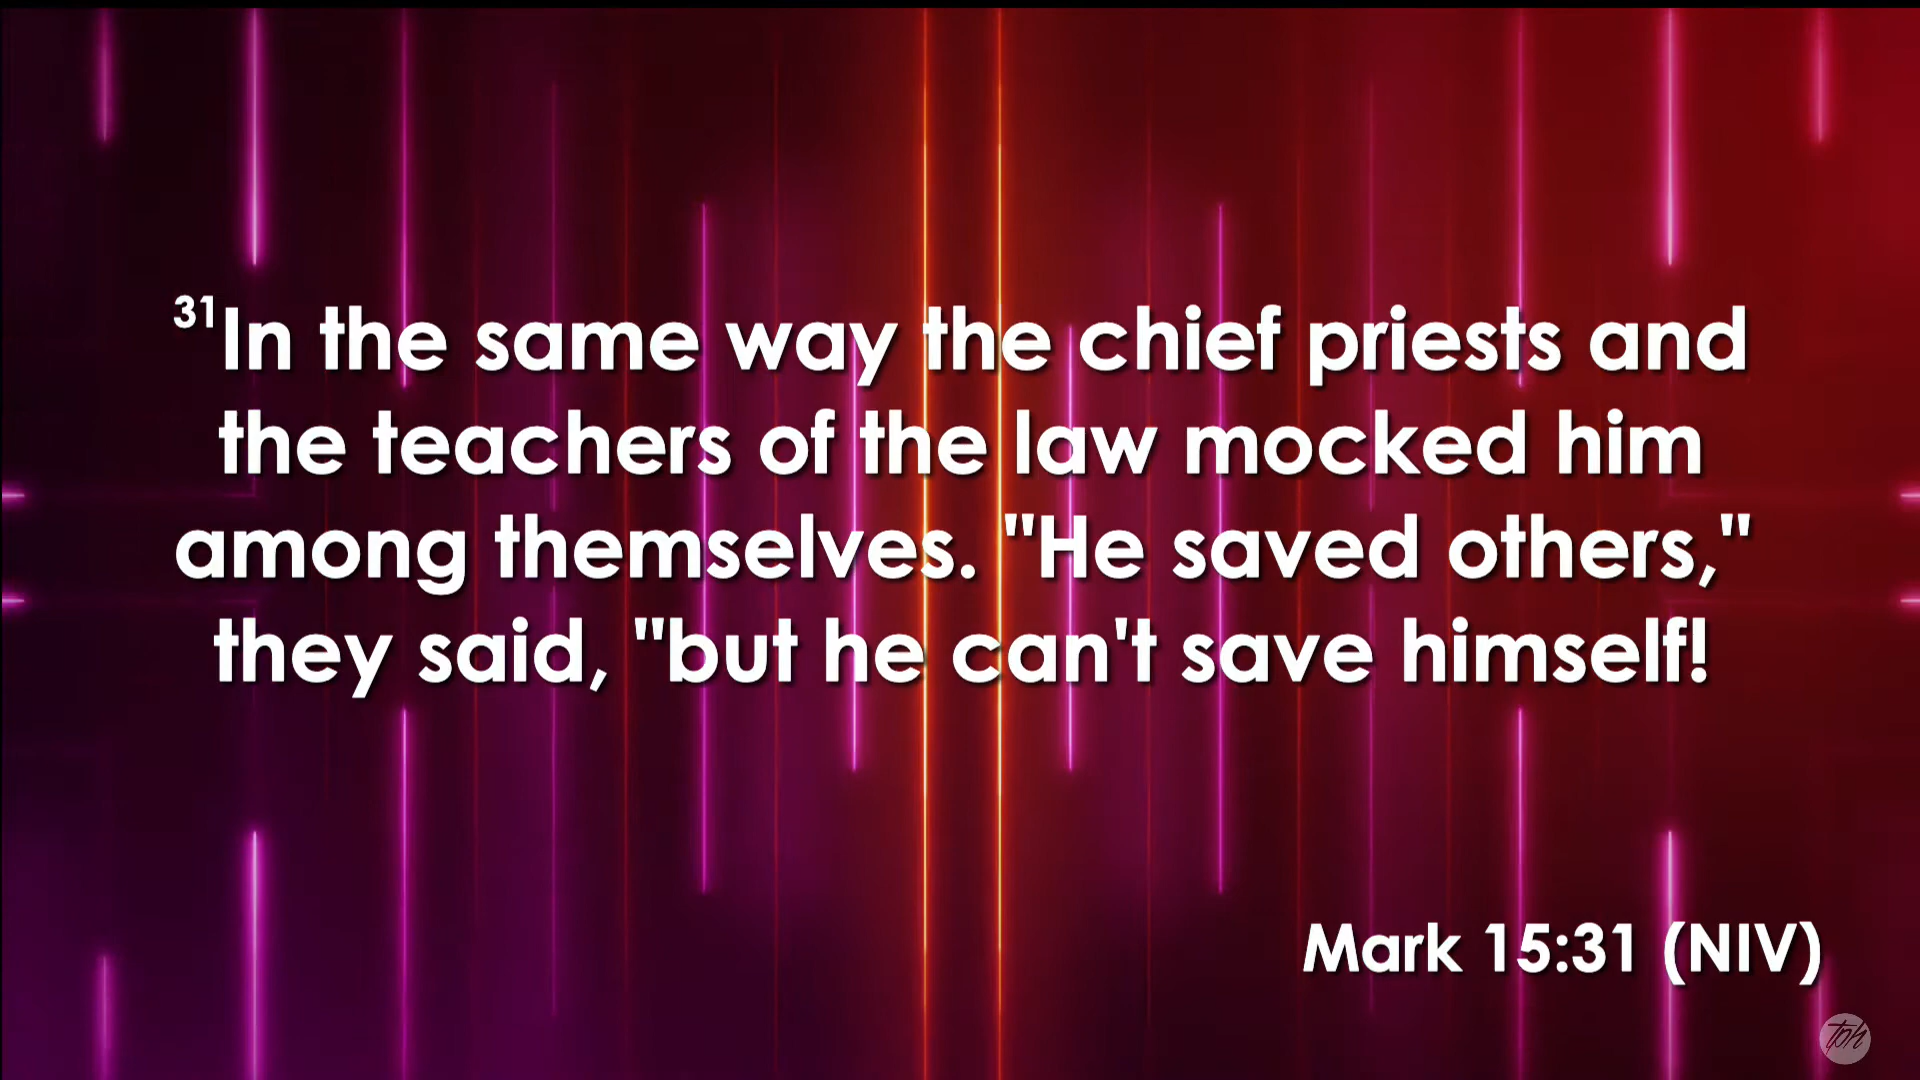 31In the same way the chief priests and
the teachers of the law mocked him
among themselves. "He saved others,"
they said, "but he can't save himself!
Mark 15:31 (NIV)
tph